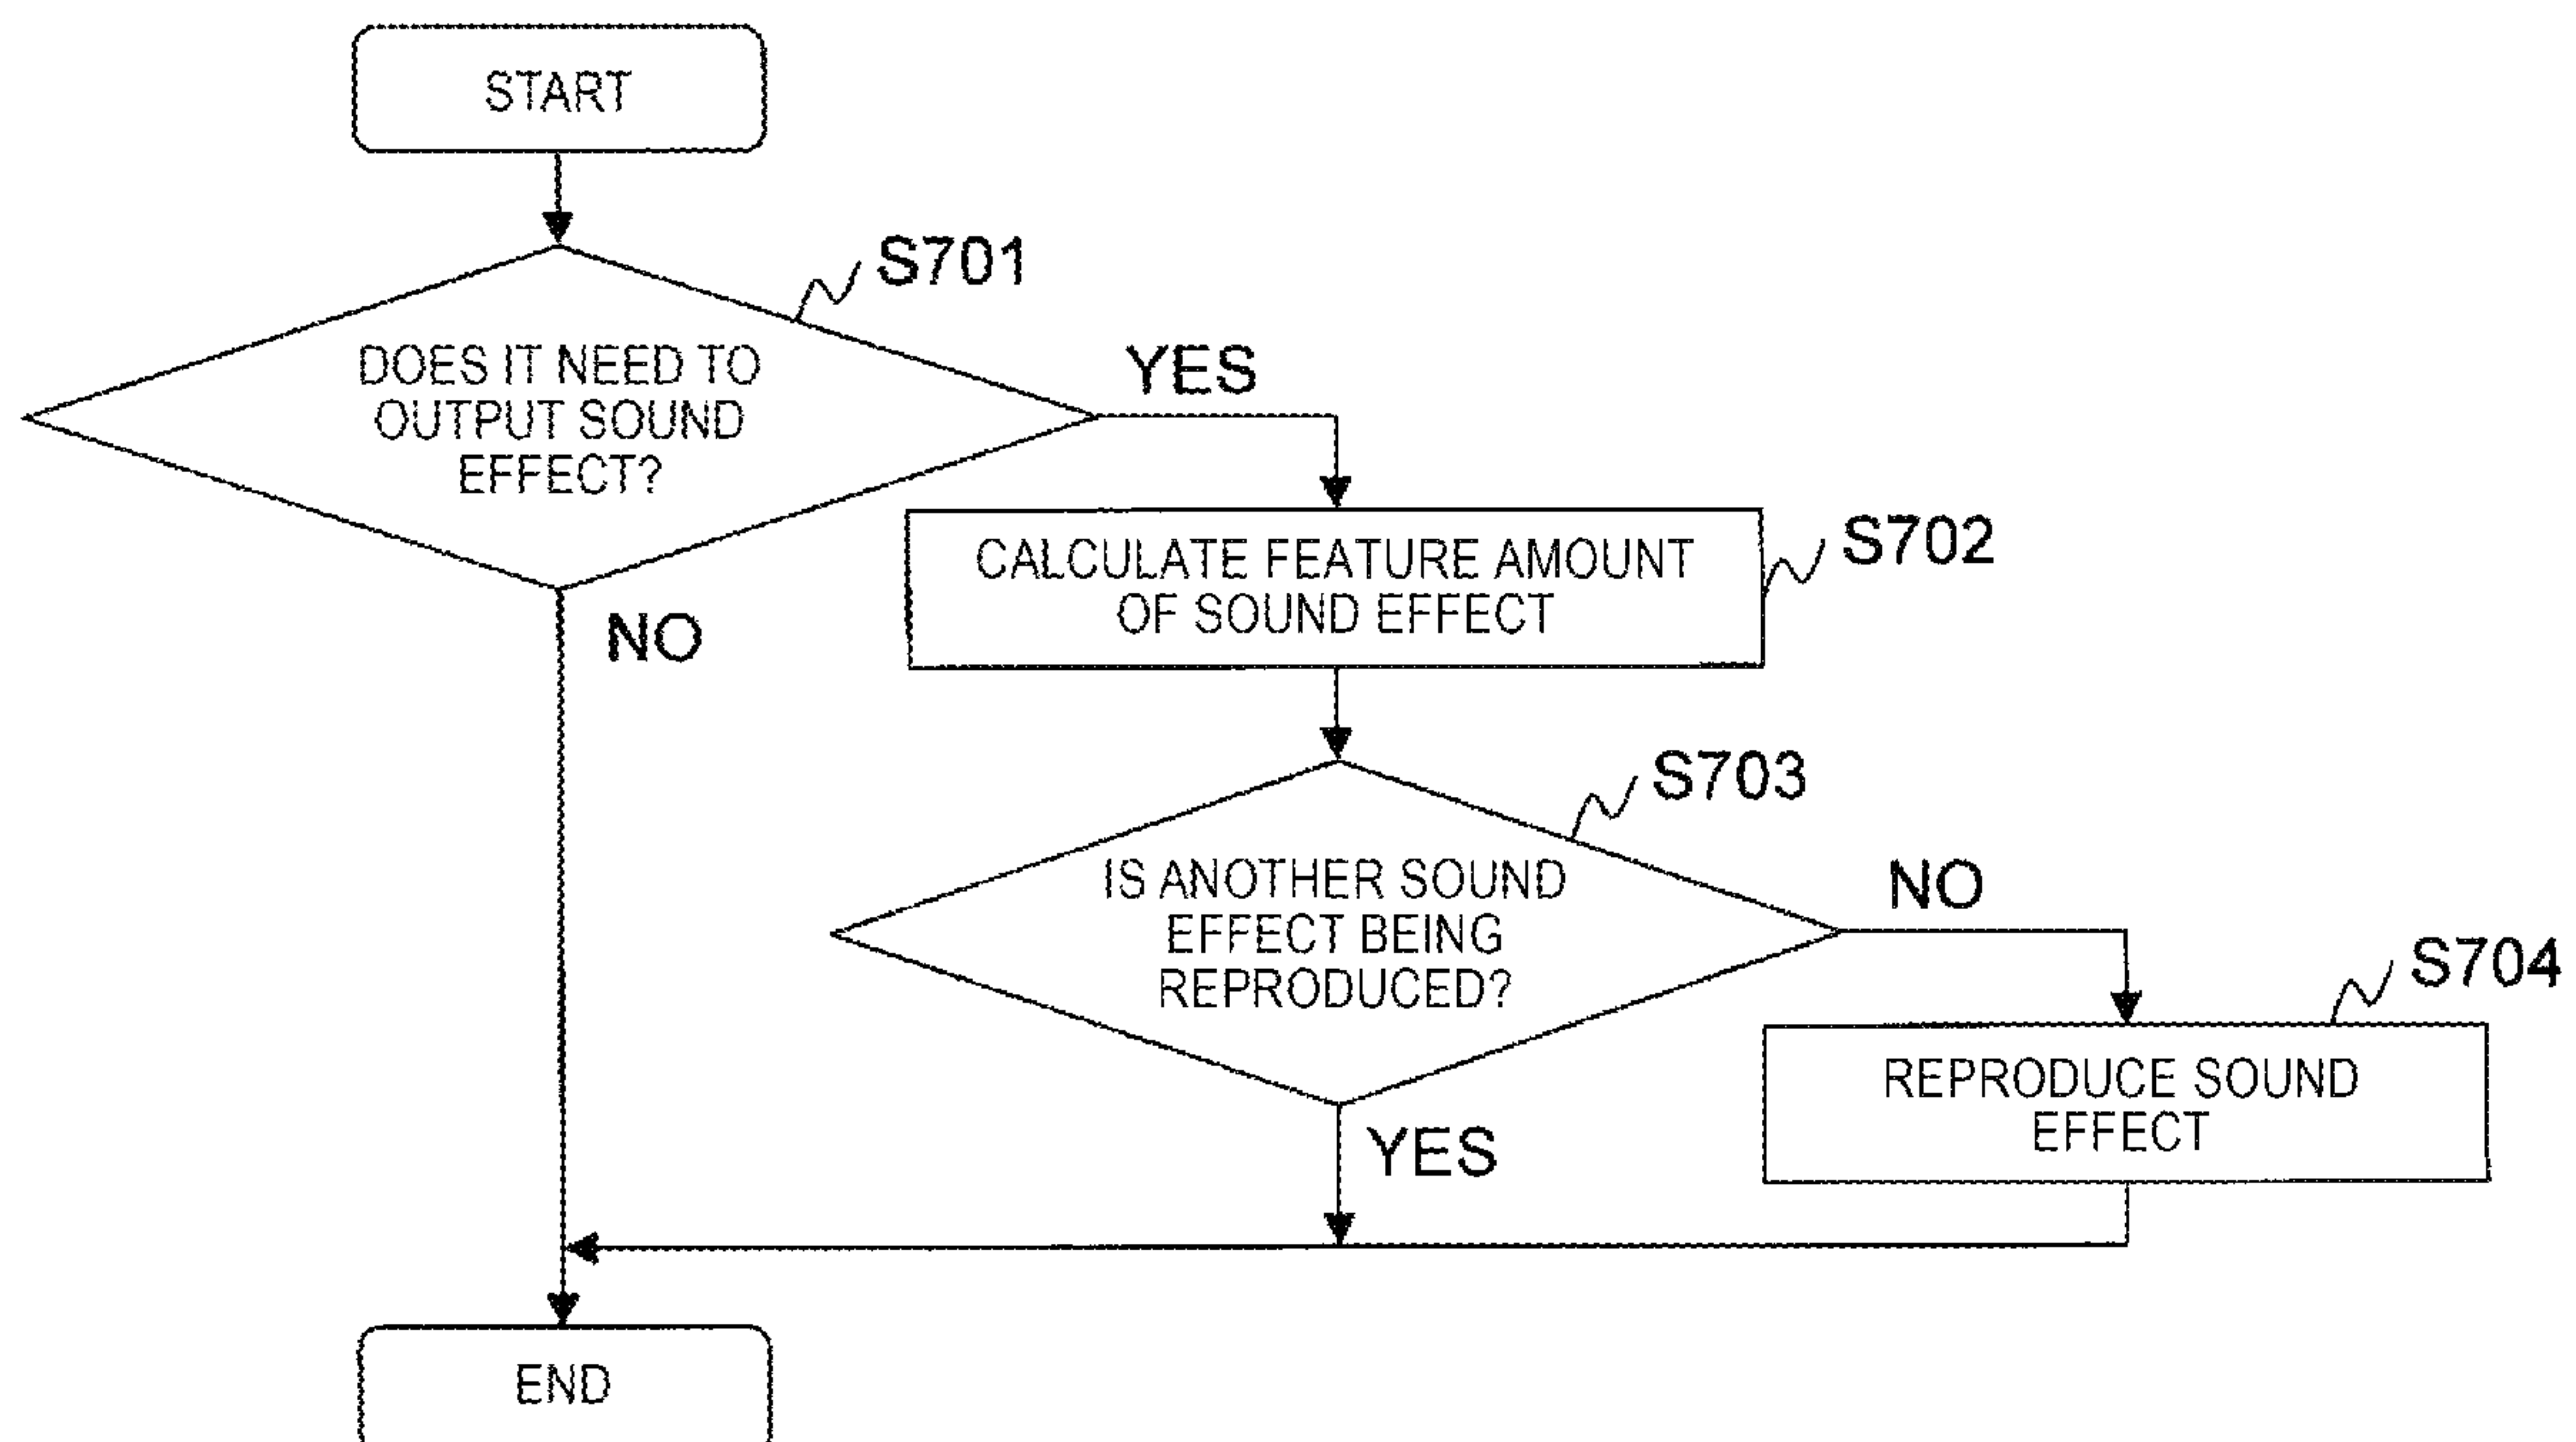 START
S701
DOES IT NEED TO
OUTPUT SOUND
EFFECT?
YES
NO
CALCULATE FEATURE AMOUNT
OF SOUND EFFECT
S702
S703
IS ANOTHER SOUND
EFFECT BEING
REPRODUCED?
NO
YES
S704
REPRODUCE SOUND
EFFECT
END